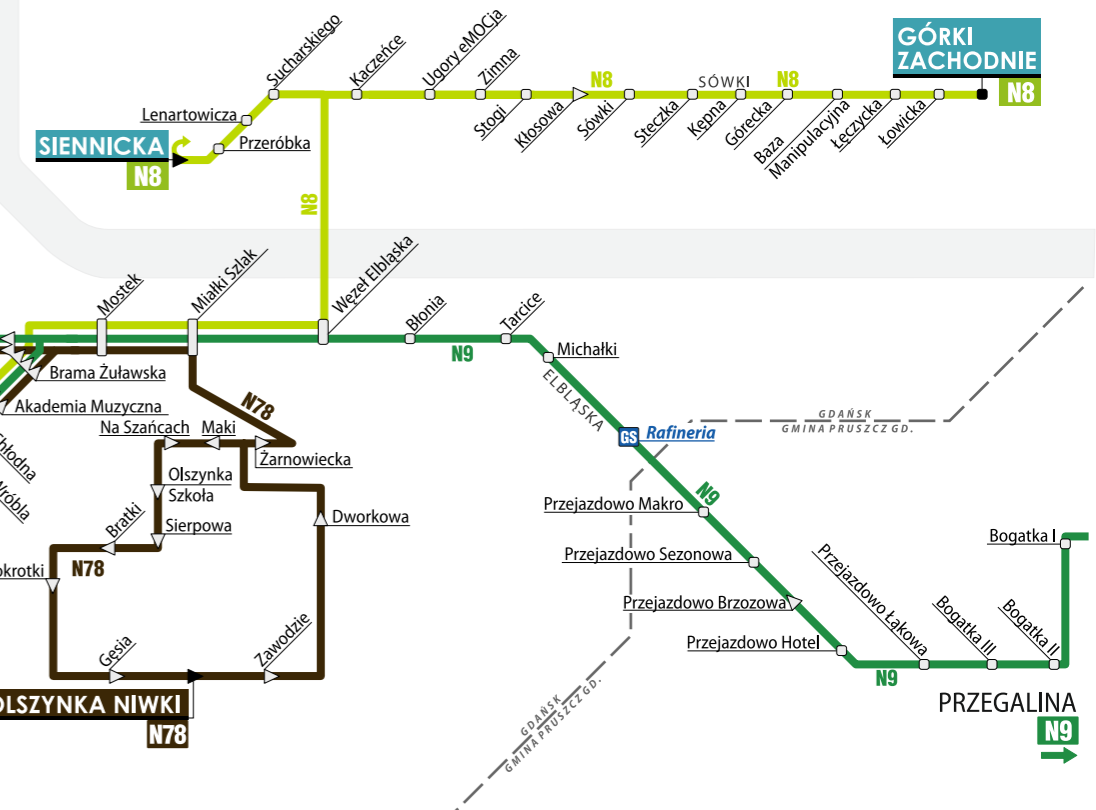 GÓRKI
ZACHODNIE
N8
Sucharskiego
Kaczeńce
Ugory eMOCja
Zimna
Stogi
Kłosowa
N8
Sówki
Steczka
SÓWKI
Kępna
N8
Górecka
Baza
Manipulacyjna
Łęczycka
Łowicka
Lenartowicza
Przeróbka
SIENNICKA
N8
N8
Mostek
Miałki Szlak
Węzeł Elbląska
Błonia
Tarcice
N9
Michałki
ELBLĄSKA
Brama Żuławska
Akademia Muzyczna
N78
Na Szańcach
Maki
Żarnowiecka
GS
Rafineria
GDAŃSK
GMINA PRUSZCZ GD.
Olszynka
Szkoła
Sierpowa
Bratki
Dworkowa
N78
N9
Przejazdowo Makro
Przejazdowo Sezonowa
Przejazdowo Brzozowa
Przejazdowo Hotel
Przejazdowo Łąkowa
Bogatka III
Bogatka II
Bogatka I
N9
Gęsia
Zawodzie
OLSZYNKA NIWKI
N78
GDAŃSK
GMINA PRUSZCZ GD.
PRZEGALINA
N9